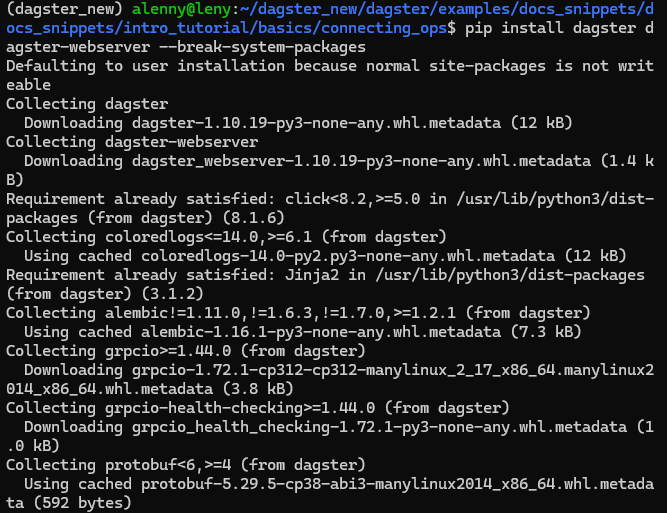 (dagster_new) alenny@leny:~/dagster_new/dagster/examples/docs_snippets/d
ocs_snippets/intro_tutorial/basics/connecting_ops$ pip install dagster d
agster-webserver --break-system-packages
Defaulting to user installation because normal site-packages is not writ
eable
Collecting dagster
  Downloading dagster-1.10.19-py3-none-any.whl.metadata (12 kB)
Collecting dagster-webserver
  Downloading dagster_webserver-1.10.19-py3-none-any.whl.metadata (1.4 k
B)
Requirement already satisfied: click<8.2,>=5.0 in /usr/lib/python3/dist-
packages (from dagster) (8.1.6)
Collecting coloredlogs<=14.0,>=6.1 (from dagster)
  Using cached coloredlogs-14.0-py2.py3-none-any.whl.metadata (12 kB)
Requirement already satisfied: Jinja2 in /usr/lib/python3/dist-packages
(from dagster) (3.1.2)
Collecting alembic!=1.11.0,!=1.6.3,!=1.7.0,>=1.2.1 (from dagster)
  Using cached alembic-1.16.1-py3-none-any.whl.metadata (7.3 kB)
Collecting grpcio>=1.44.0 (from dagster)
  Downloading grpcio-1.72.1-cp312-cp312-manylinux_2_17_x86_64.manylinux2
014_x86_64.whl.metadata (3.8 kB)
Collecting grpcio-health-checking>=1.44.0 (from dagster)
  Downloading grpcio_health_checking-1.72.1-py3-none-any.whl.metadata (1
.0 kB)
Collecting protobuf<6,>=4 (from dagster)
  Using cached protobuf-5.29.5-cp38-abi3-manylinux2014_x86_64.whl.metada
ta (592 bytes)